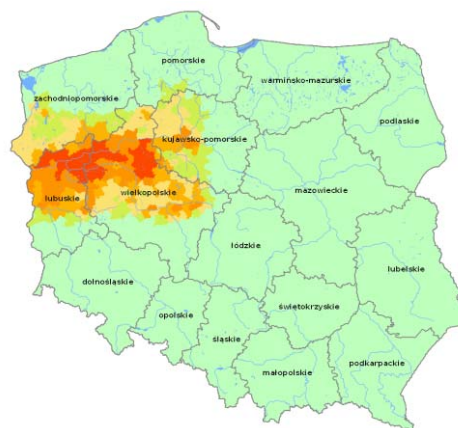 pomorskie
warmińsko-mazurskie
zachodniopomorskie
podlaskie
kujawsko-pomorskie
mazowieckie
wielkopolskie
lubuskie
łódzkie
lubelskie
dolnośląskie
świętokrzyskie
opolskie
śląskie
podkarpackie
małopolskie